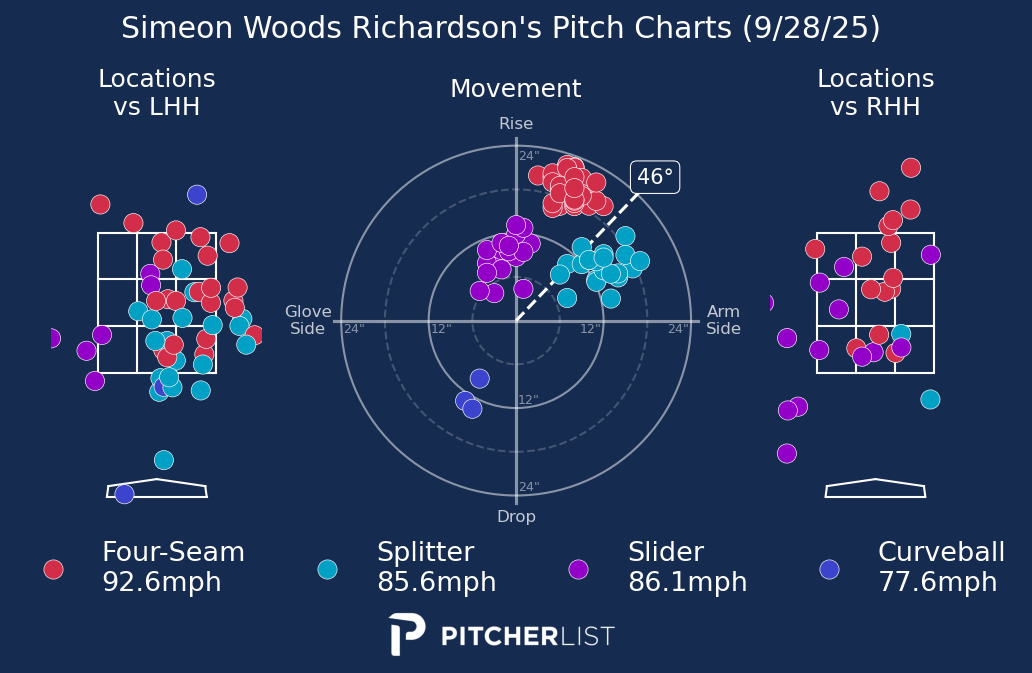 Simeon Woods Richardson's Pitch Charts (9/28/25)
Locations
vs LHH
Movement
Locations
vs RHH
Rise
24"
46°
Glove
Side
24"
12"
12"
24"
Arm
Side
12"
24"
Drop
Four-Seam
92.6mph
Splitter
85.6mph
Slider
86.1mph
Curveball
77.6mph
PITCHERLIST